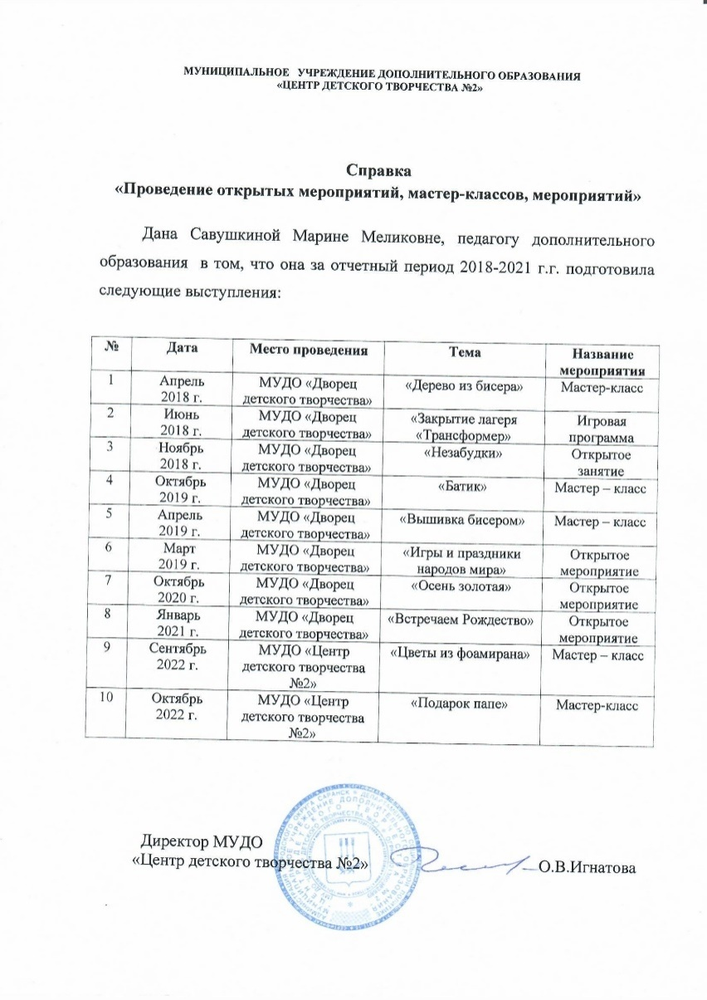 МУНИЦИПАЛЬНОЕ УЧРЕЖДЕНИЕ ДОПОЛНИТЕЛЬНОГО ОБРАЗОВАНИЯ
«ЦЕНТР ДЕТСКОГО ТВОРЧЕСТВА №2»
Справка
«Проведение открытых мероприятий, мастер-классов, мероприятий»
Дана Савушкиной Марине Меликовне, педагогу дополнительного
образования в том, что она за отчетный период 2018-2021 г.г. подготовила
следующие выступления:
№ Дата Место проведения Тема Название
мероприятия
1 Апрель МУДО «Дворец «Дерево из бисера» Мастер-класс
2018 г. детского творчества»
2 Июнь МУДО «Дворец «Закрытие лагеря Игровая
2018 г. детского творчества» «Трансформер» программа
3 Ноябрь МУДО «Дворец «Незабудки» Открытое
2018 г. детского творчества» занятие
4 Октябрь МУДО «Дворец «Батик» Мастер – класс
2019 г. детского творчества»
5 Апрель МУДО «Дворец «Вышивка бисером» Мастер – класс
2019 г. детского творчества»
6 Март МУДО «Дворец «Игры и праздники Открытое
2019 г. детского творчества» народов мира» мероприятие
7 Октябрь МУДО «Дворец «Осень золотая» Открытое
2020 г. детского творчества» мероприятие
8 Январь МУДО «Дворец «Встречаем Рождество» Открытое
2021 г. детского творчества» мероприятие
9 Сентябрь МУДО «Центр «Цветы из фоамирана» Мастер – класс
2022 г. детского творчества
№2»
10 Октябрь МУДО «Центр «Подарок папе» Мастер-класс
2022 г. детского творчества
№2»
Директор МУДО
«Центр детского творчества №2» О.В.Игнатова